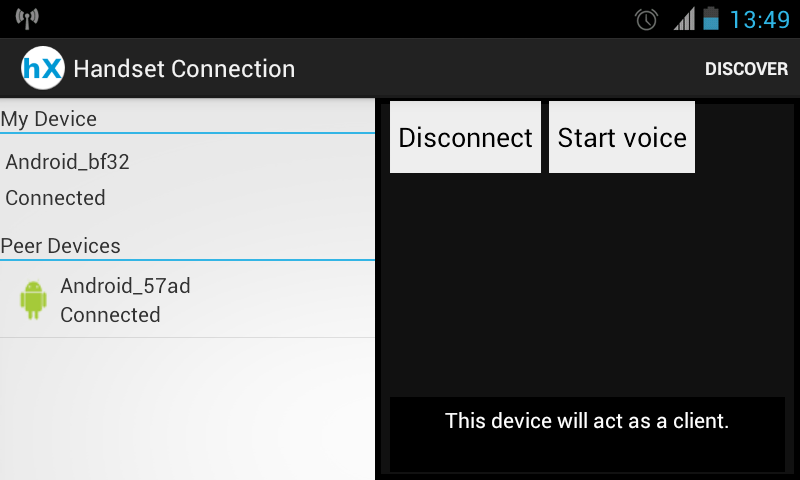 13:49
hX Handset Connection
DISCOVER
My Device
Android_bf32
Connected
Peer Devices
Android_57ad
Connected
Disconnect
Start voice
This device will act as a client.